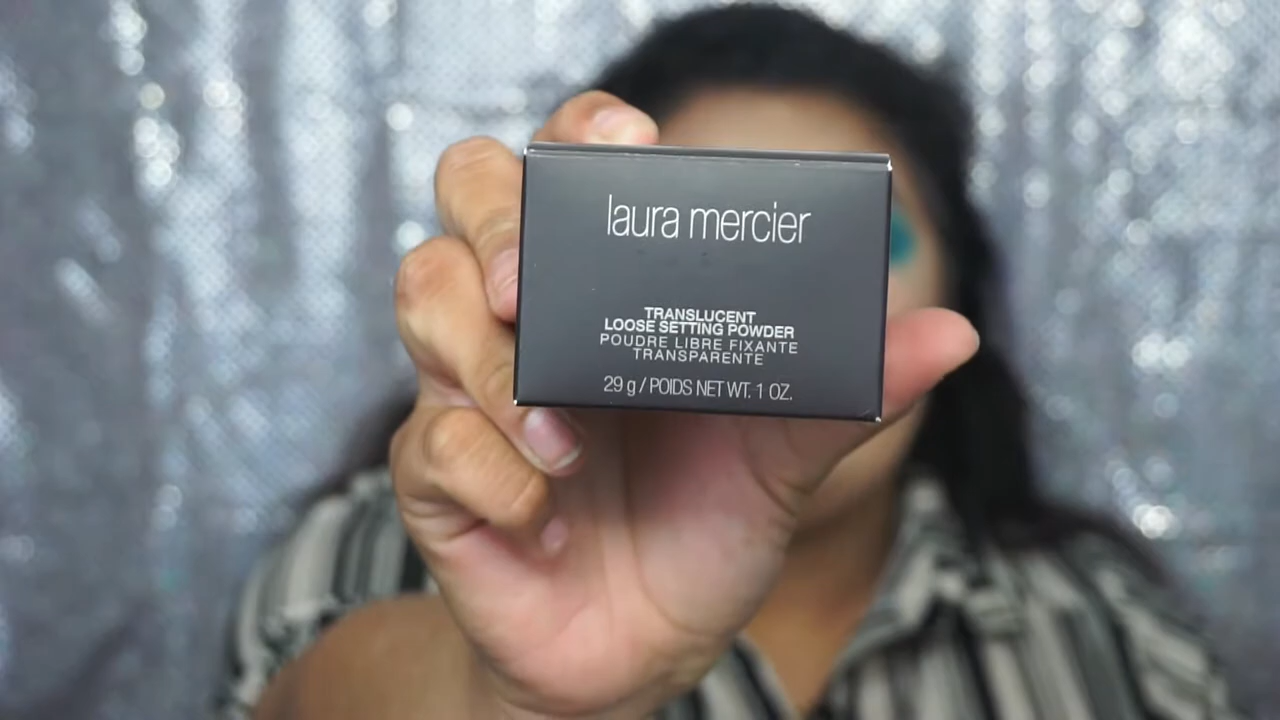 laura mercier
TRANSLUCENT
LOOSE SETTING POWDER
POUDRE LIBRE FIXANTE
TRANSPARENTE
29 g / POIDS NET WT. 1 OZ.